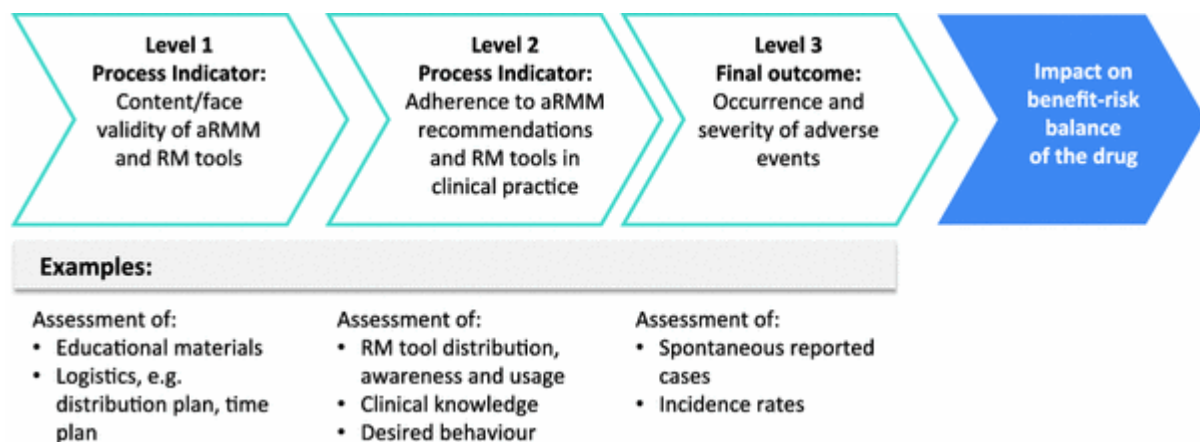 Level 1
Process Indicator:
Content/face
validity of aRMM
and RM tools
Level 2
Process Indicator:
Adherence to aRMM
recommendations
and RM tools in
clinical practice
Level 3
Final outcome:
Occurrence and
severity of adverse
events
Impact on
benefit-risk
balance
of the drug
Examples:
Assessment of:
• Educational materials
• Logistics, e.g.
distribution plan, time
plan
Assessment of:
• RM tool distribution,
awareness and usage
• Clinical knowledge
• Desired behaviour
Assessment of:
• Spontaneous reported
cases
• Incidence rates